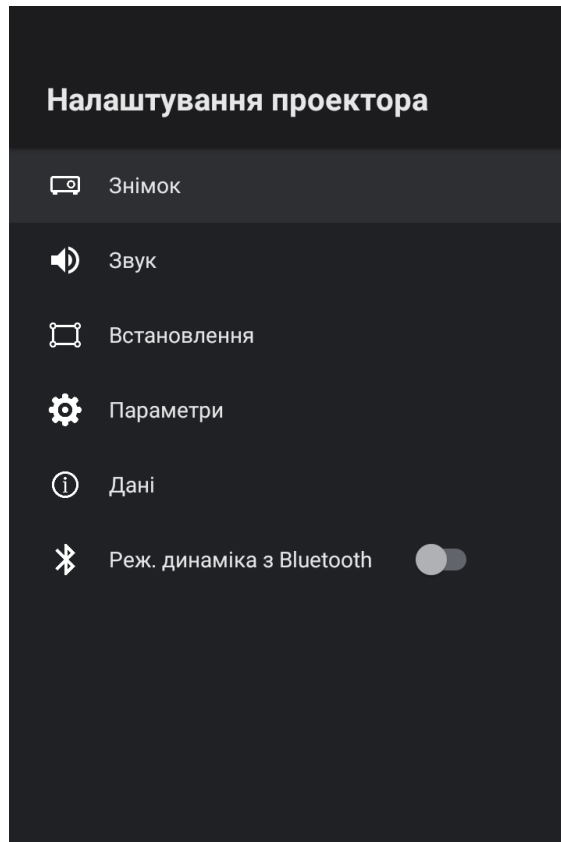 Налаштування проектора
Знімок
Звук
Встановлення
Параметри
Дані
Реж. динаміка з Bluetooth